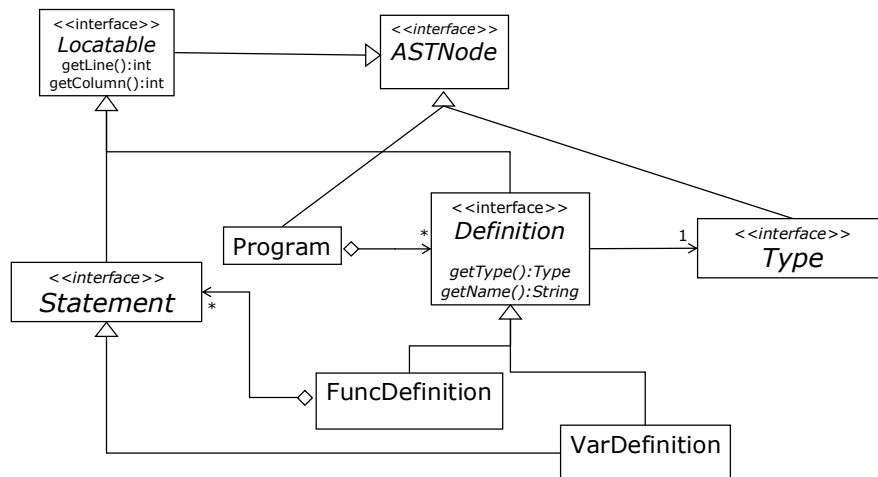 <<interface>>
Locatable
getLine():int
getColumn():int
<<interface>>
ASTNode
Program
*
<<interface>>
Definition
getType():Type
getName():String
1
<<interface>>
Type
<<interface>>
Statement
*
FuncDefinition
VarDefinition